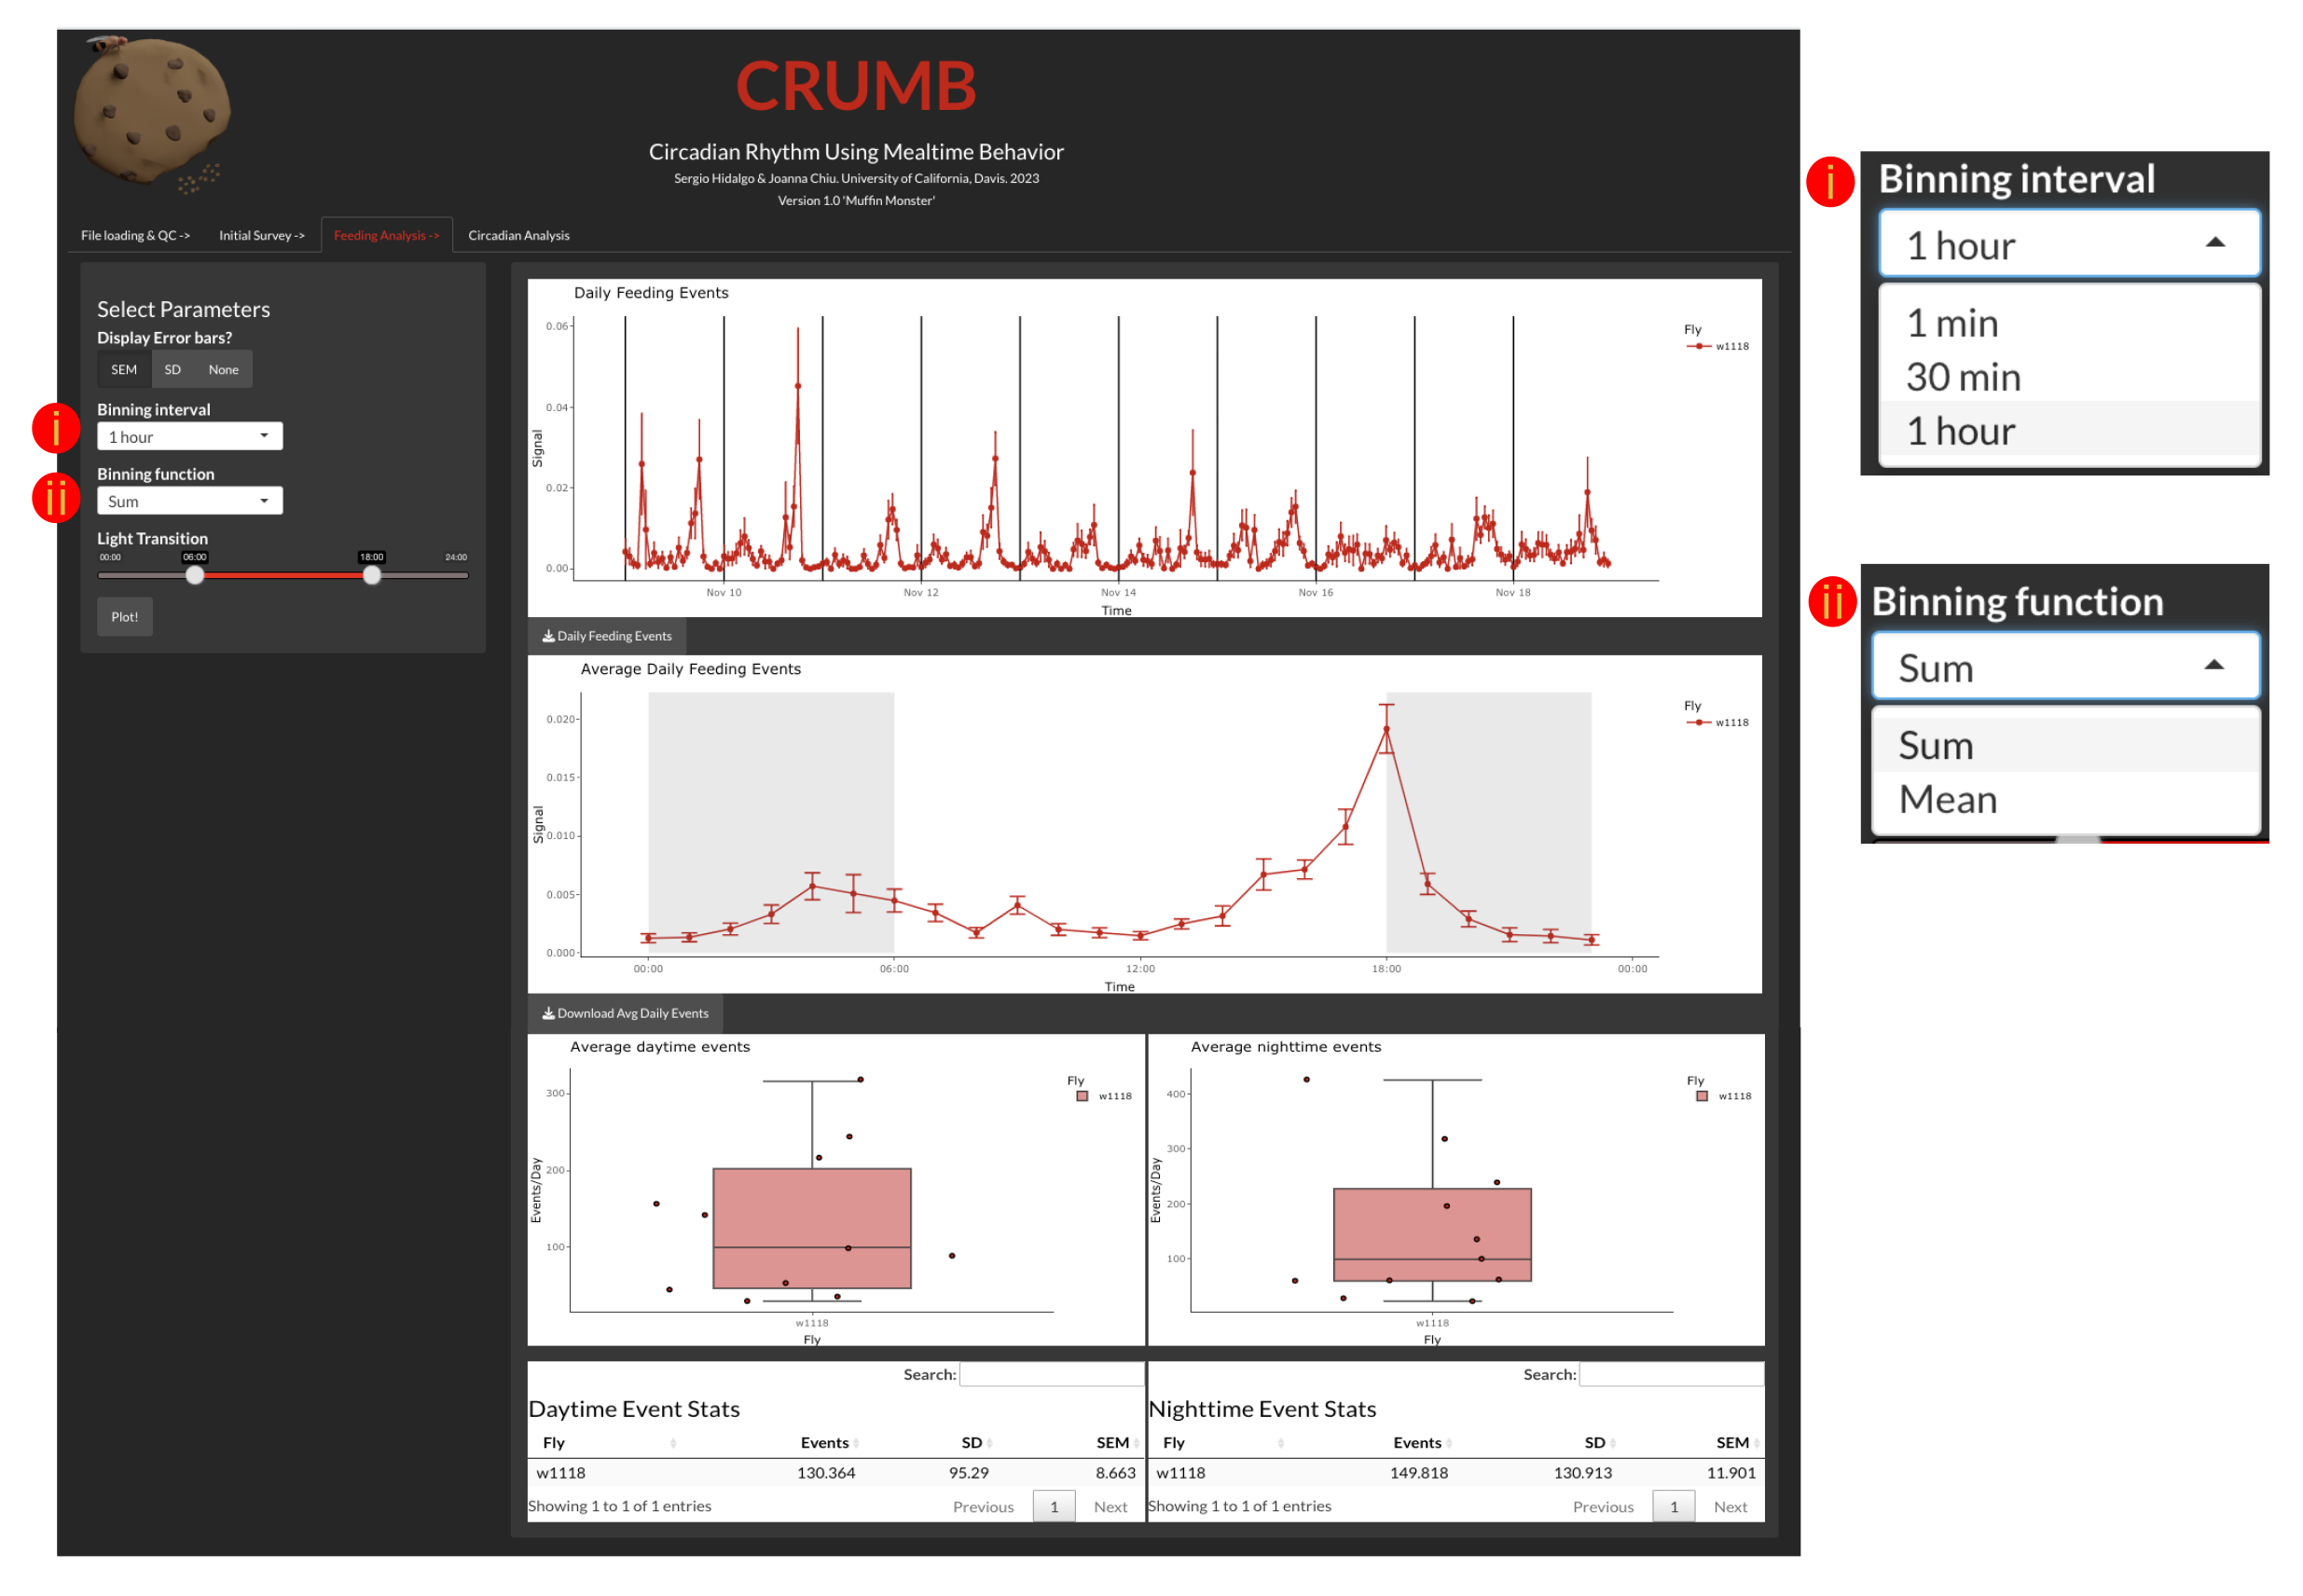 CRUMB
Circadian Rhythm Using Mealtime Behavior
Sergio Hidalgo & Joanna Chiu. University of California, Davis. 2023
Version 1.0 'Muffin Monster'
File loading & QC -> Initial Survey -> Feeding Analysis -> Circadian Analysis
Select Parameters
Display Error bars?
SEM SD None
i
Binning interval
1 hour
ii
Binning function
Sum
Light Transition
00:00 06:00 18:00 24:00
Plot!
Daily Feeding Events
0.06
0.04
0.02
0.00
Signal
Nov 10 Nov 12 Nov 14 Nov 16 Nov 18
Time
Fly
w1118
Daily Feeding Events
Average Daily Feeding Events
0.020
0.015
0.010
0.005
0.000
Signal
00:00 06:00 12:00 18:00 00:00
Time
Fly
w1118
Download Avg Daily Events
Average daytime events
300
200
100
Events/Day
w1118
Fly
Fly
w1118
Average nighttime events
400
300
200
100
Events/Day
w1118
Fly
Fly
w1118
Search:
Daytime Event Stats
Fly Events SD SEM
w1118 130.364 95.29 8.663
Showing 1 to 1 of 1 entries Previous 1 Next
Search:
Nighttime Event Stats
Fly Events SD SEM
w1118 149.818 130.913 11.901
Showing 1 to 1 of 1 entries Previous 1 Next
i
Binning interval
1 hour
1 min
30 min
1 hour
ii
Binning function
Sum
Sum
Mean